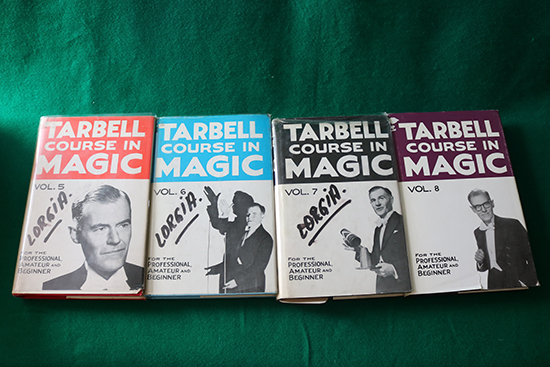 TARBELL
COURSE IN
MAGIC
VOL. 5
LORGIA.
FOR THE
PROFESSIONAL,
AMATEUR AND
BEGINNER
TARBELL
COURSE IN
MAGIC
VOL. 6
LORGIA.
FOR THE
PROFESSIONAL,
AMATEUR AND
BEGINNER
TARBELL
COURSE IN
MAGIC
VOL. 7
LORGIA.
FOR THE
PROFESSIONAL,
AMATEUR AND
BEGINNER
TARBELL
COURSE IN
MAGIC
VOL. 8
FOR THE
PROFESSIONAL,
AMATEUR AND
BEGINNER